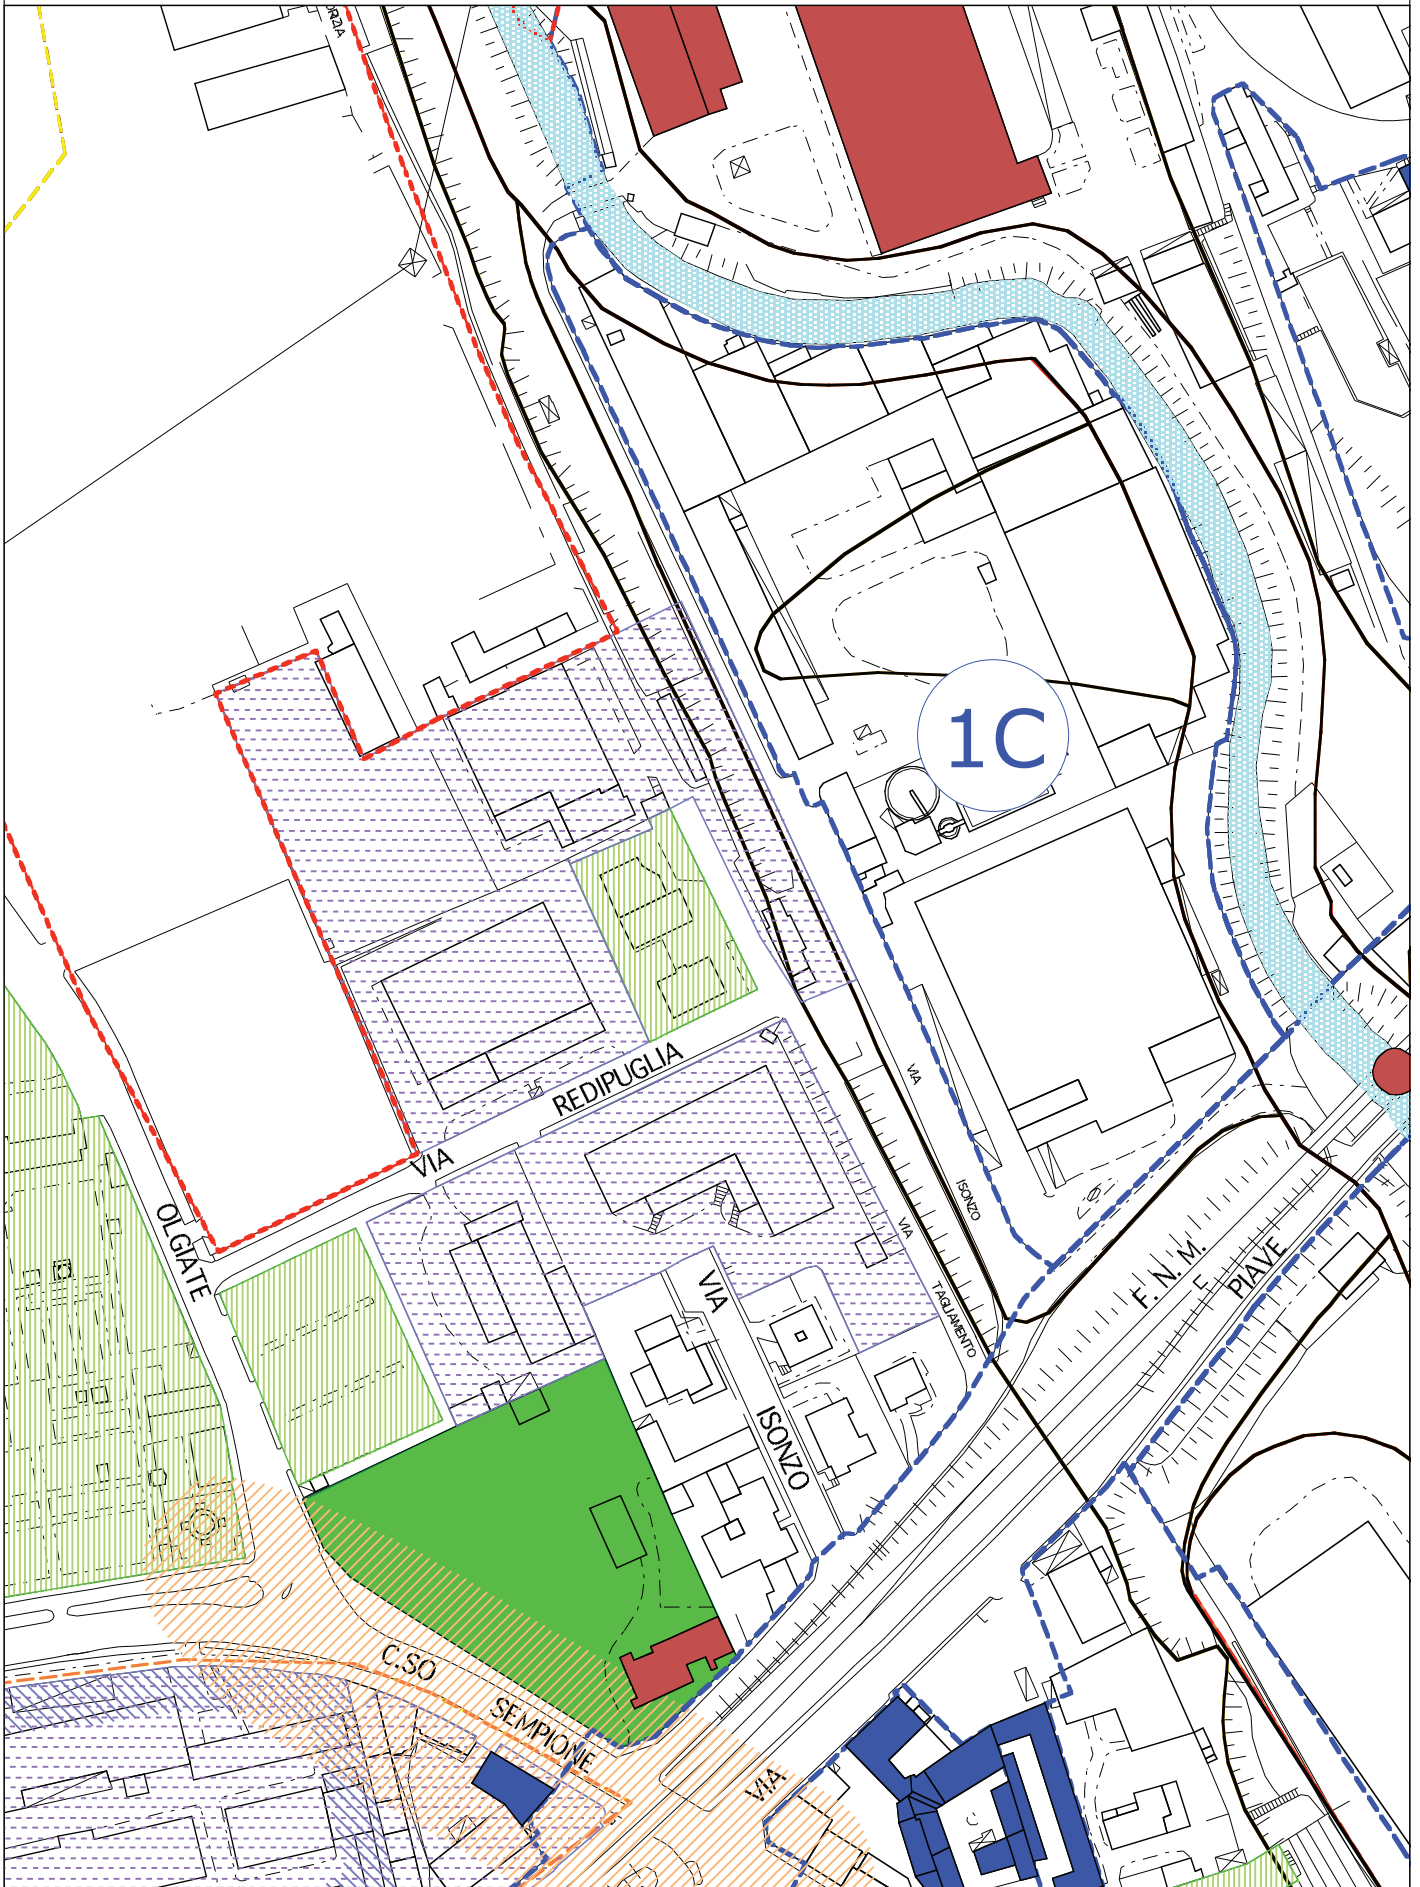 1C
VIA REDIPUGLIA
VIA
ISONZO
VIA
TAGLIAMENTO
OLGIATE
VIA
ISONZO
F. N. M.
E
PIAVE
C.SO
SEMPIONE
VIA